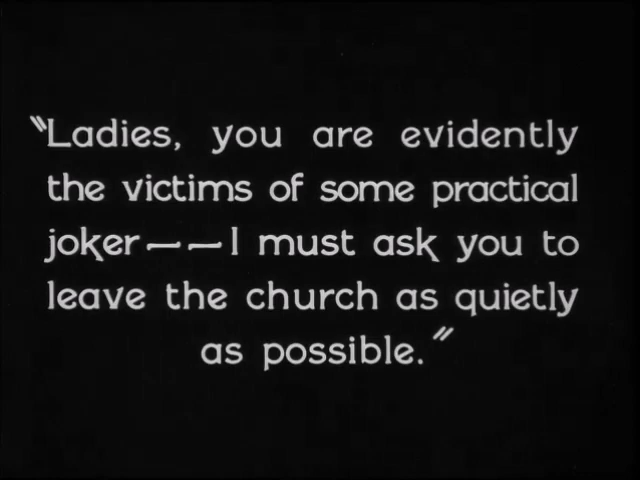 "Ladies, you are evidently
the victims of some practical
joker — — I must ask you to
leave the church as quietly
as possible."